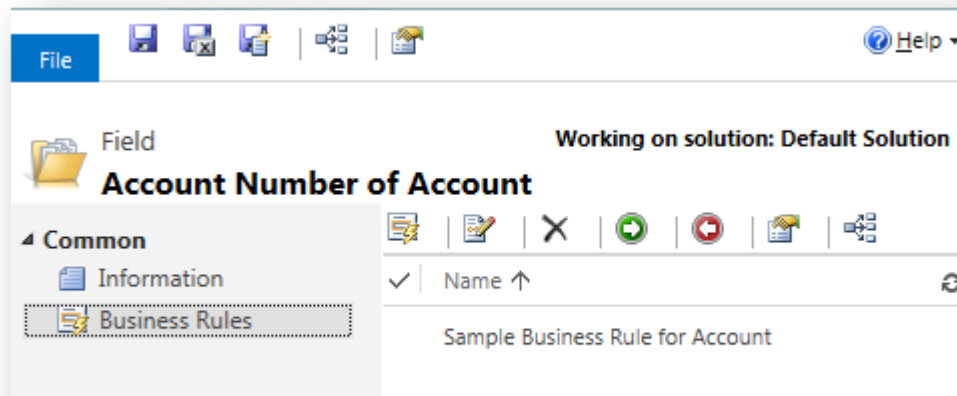 File
Help
Field
Working on solution: Default Solution
Account Number of Account
Common
Information
Name
Business Rules
Sample Business Rule for Account